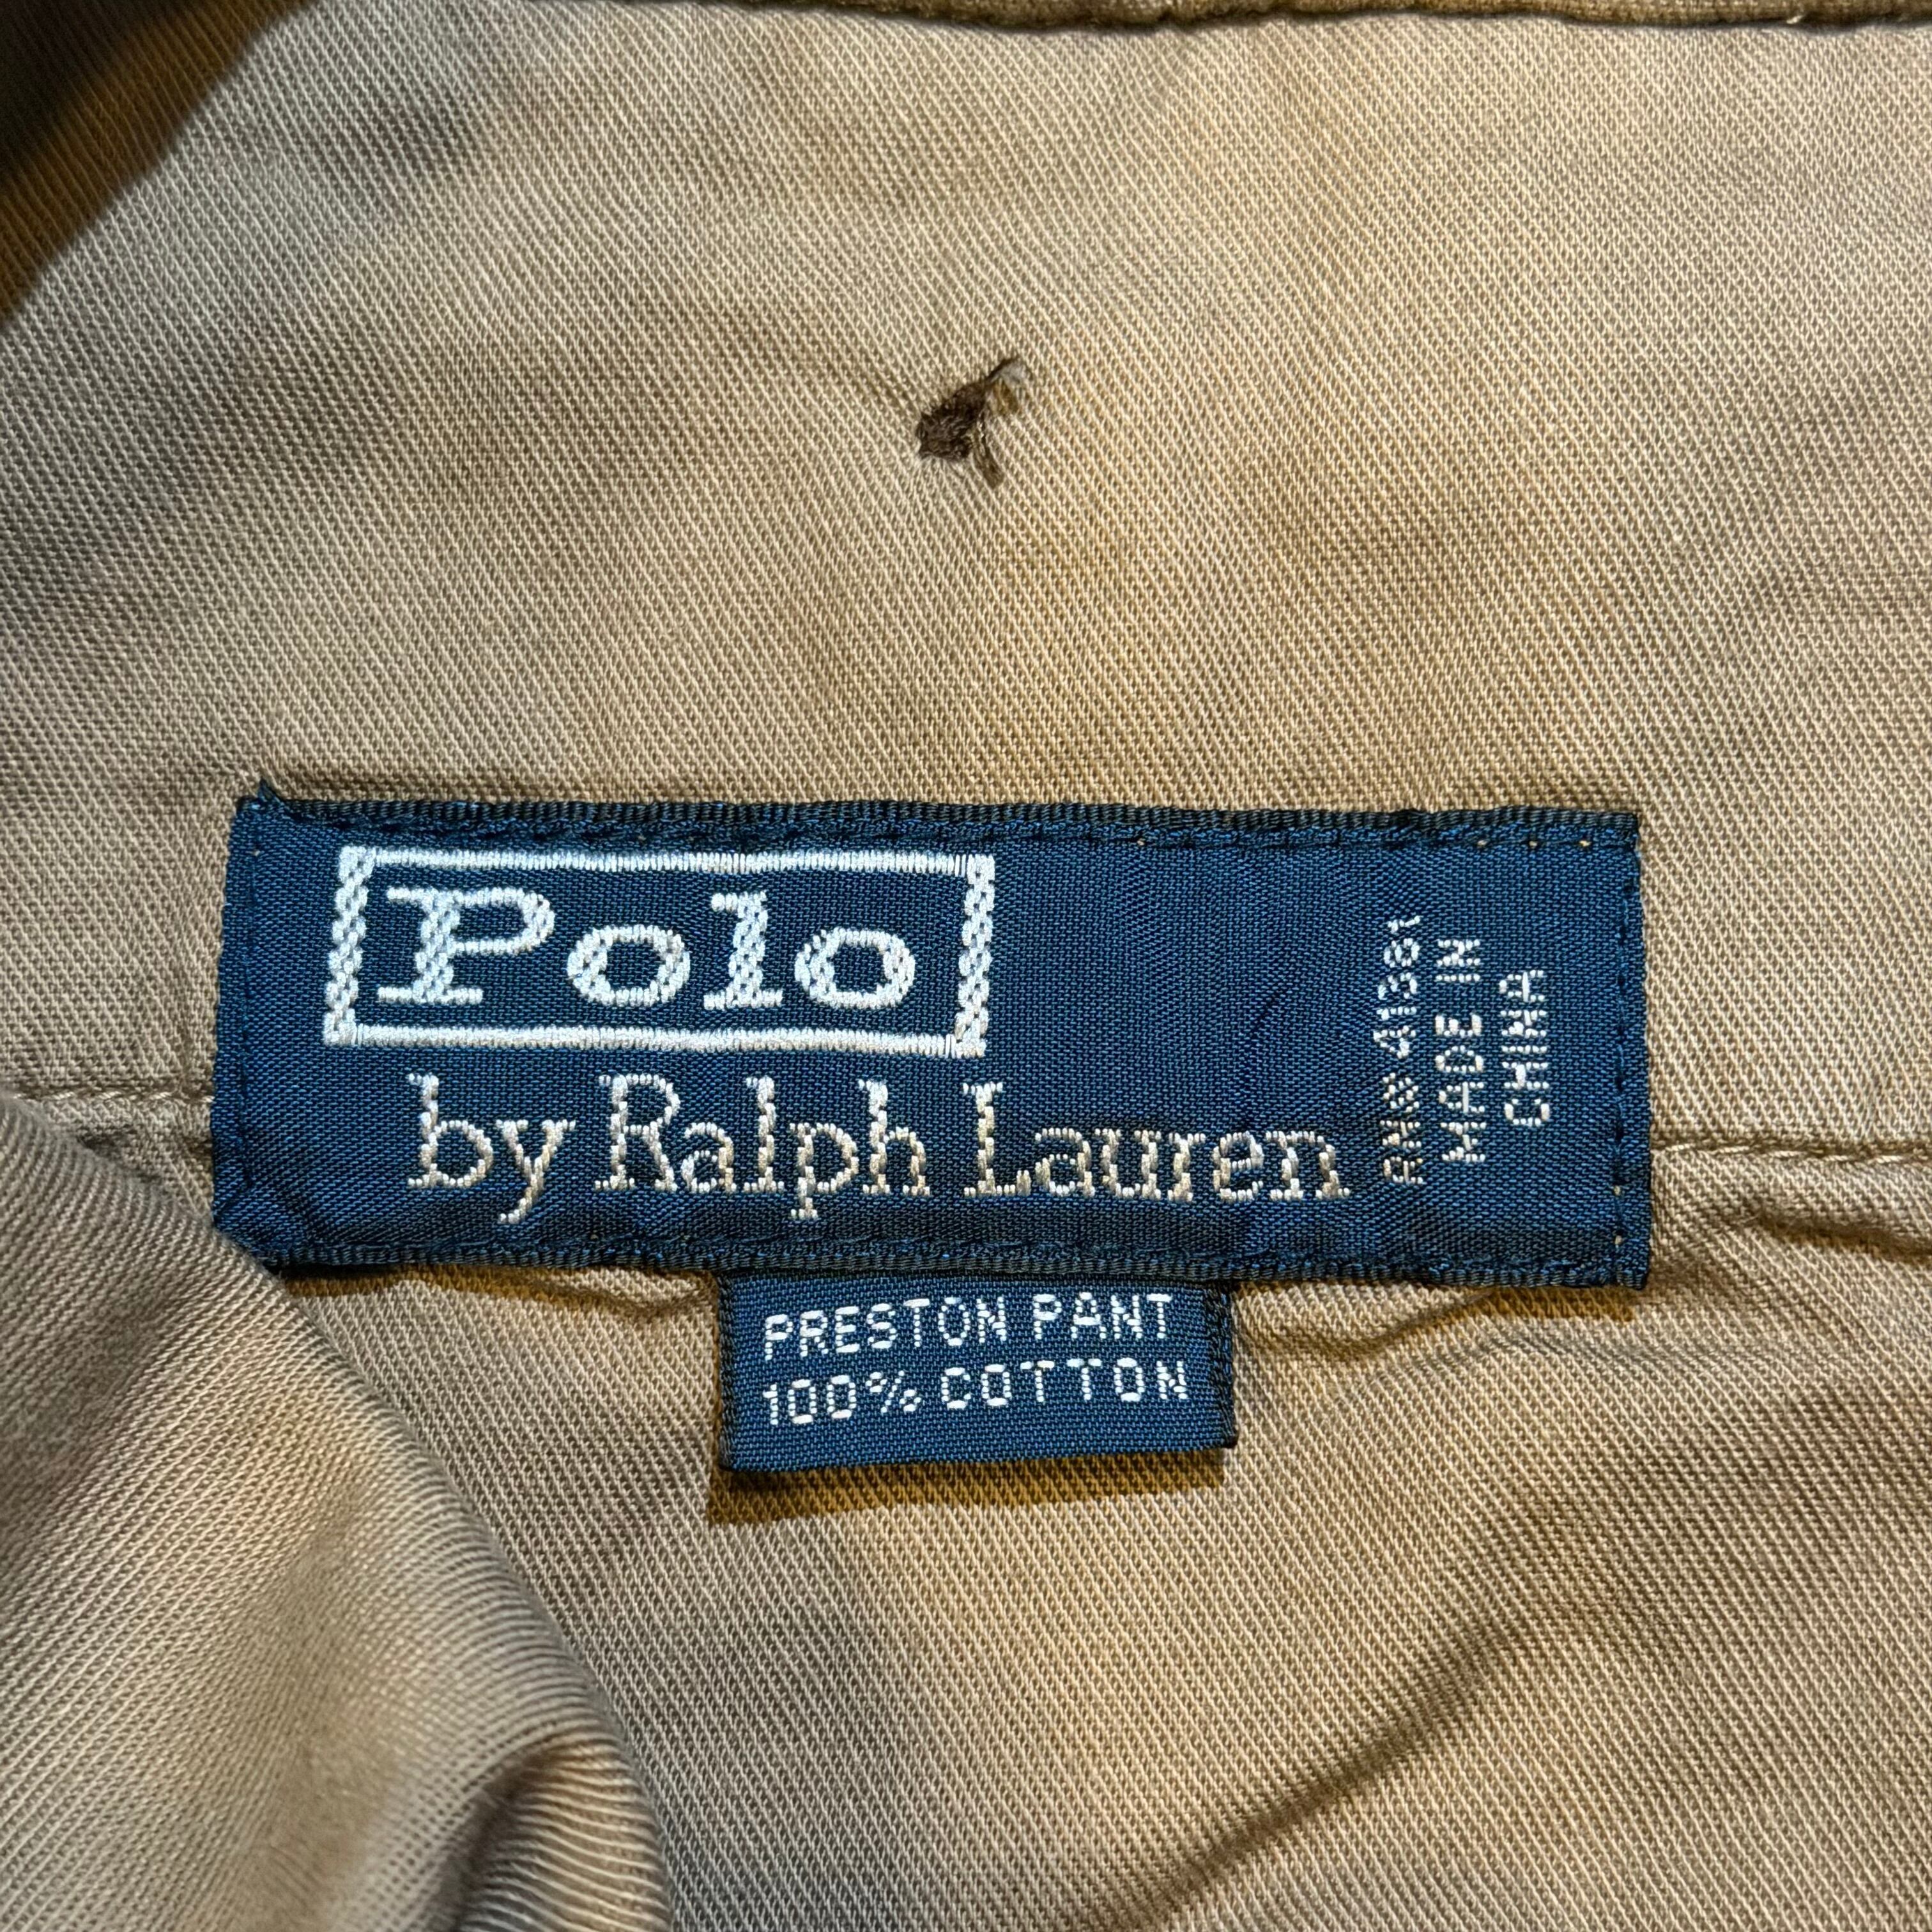 Polo
by Ralph Lauren
RN# 41381
MADE IN
CHINA
PRESTON PANT
100% COTTON